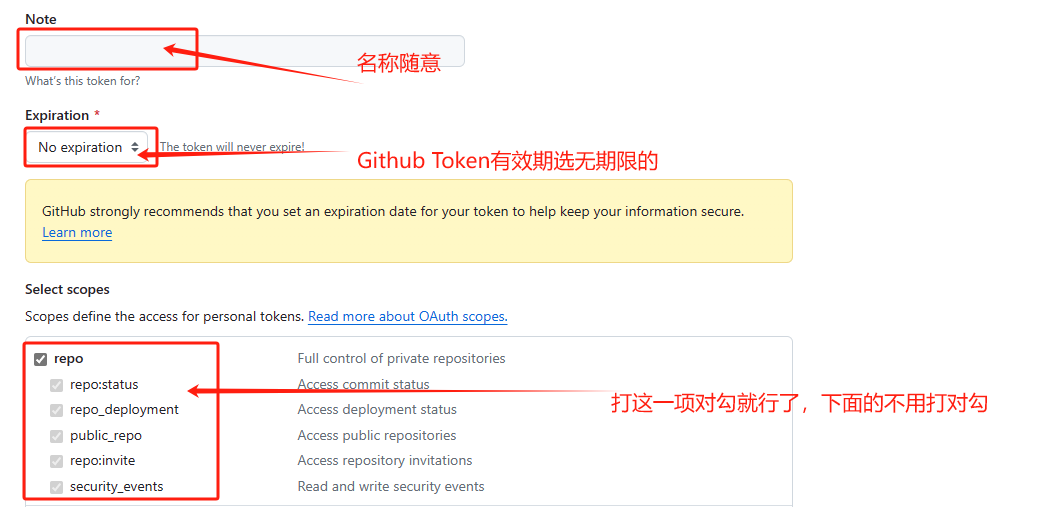 Note
名称随意
What's this token for?
Expiration *
No expiration
The token will never expire!
Github Token有效期选无期限的
GitHub strongly recommends that you set an expiration date for your token to help keep your information secure.
Learn more
Select scopes
Scopes define the access for personal tokens. Read more about OAuth scopes.
repo Full control of private repositories
repo:status Access commit status
打这一项对勾就行了，下面的不用打对勾
repo_deployment Access deployment status
public_repo Access public repositories
repo:invite Access repository invitations
security_events Read and write security events